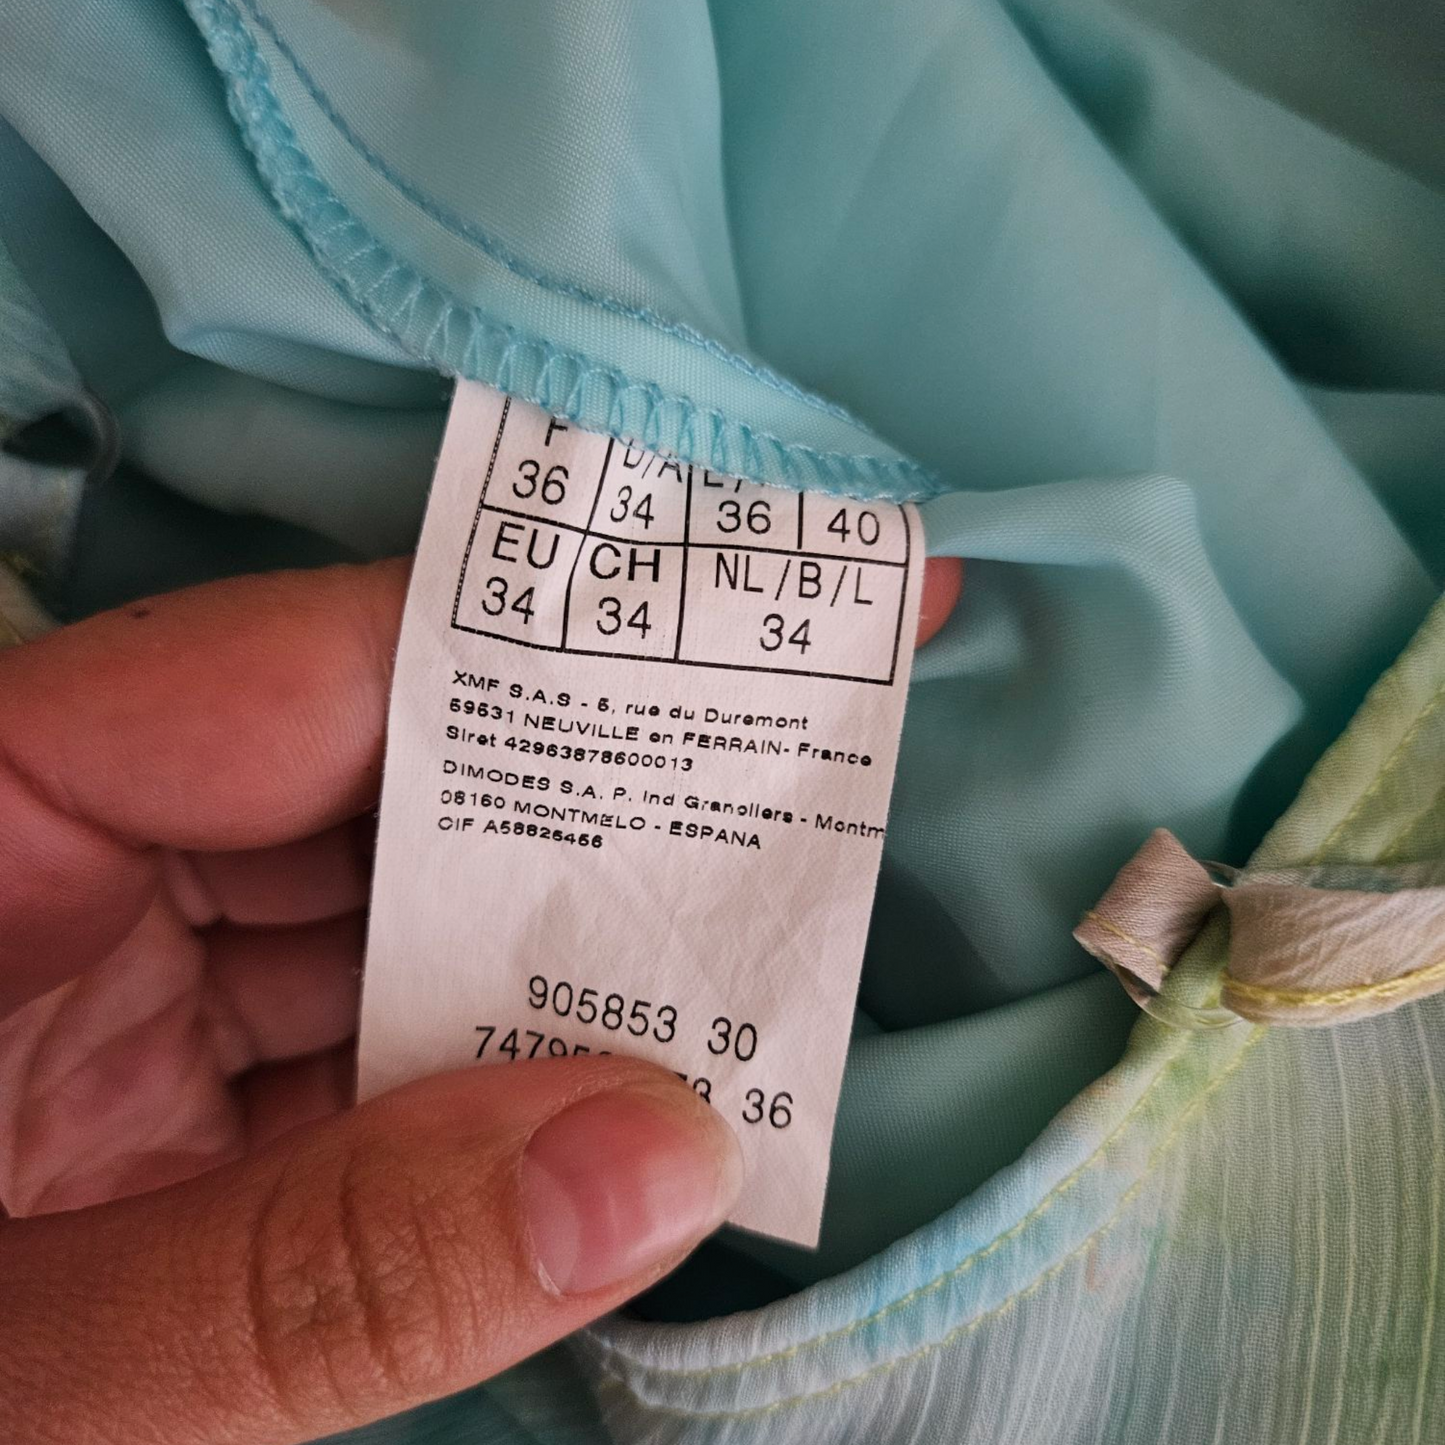 F D/A
36 34 36 40
EU CH NL/B/L
34 34 34
XMF S.A.S - 5, rue du Duremont
59531 NEUVILLE en FERRAIN- France
Siret 42963878600013
DIMODES S.A. P. Ind Granollers - Montm
08160 MONTMELO - ESPANA
CIF A58825456
905853 30
36